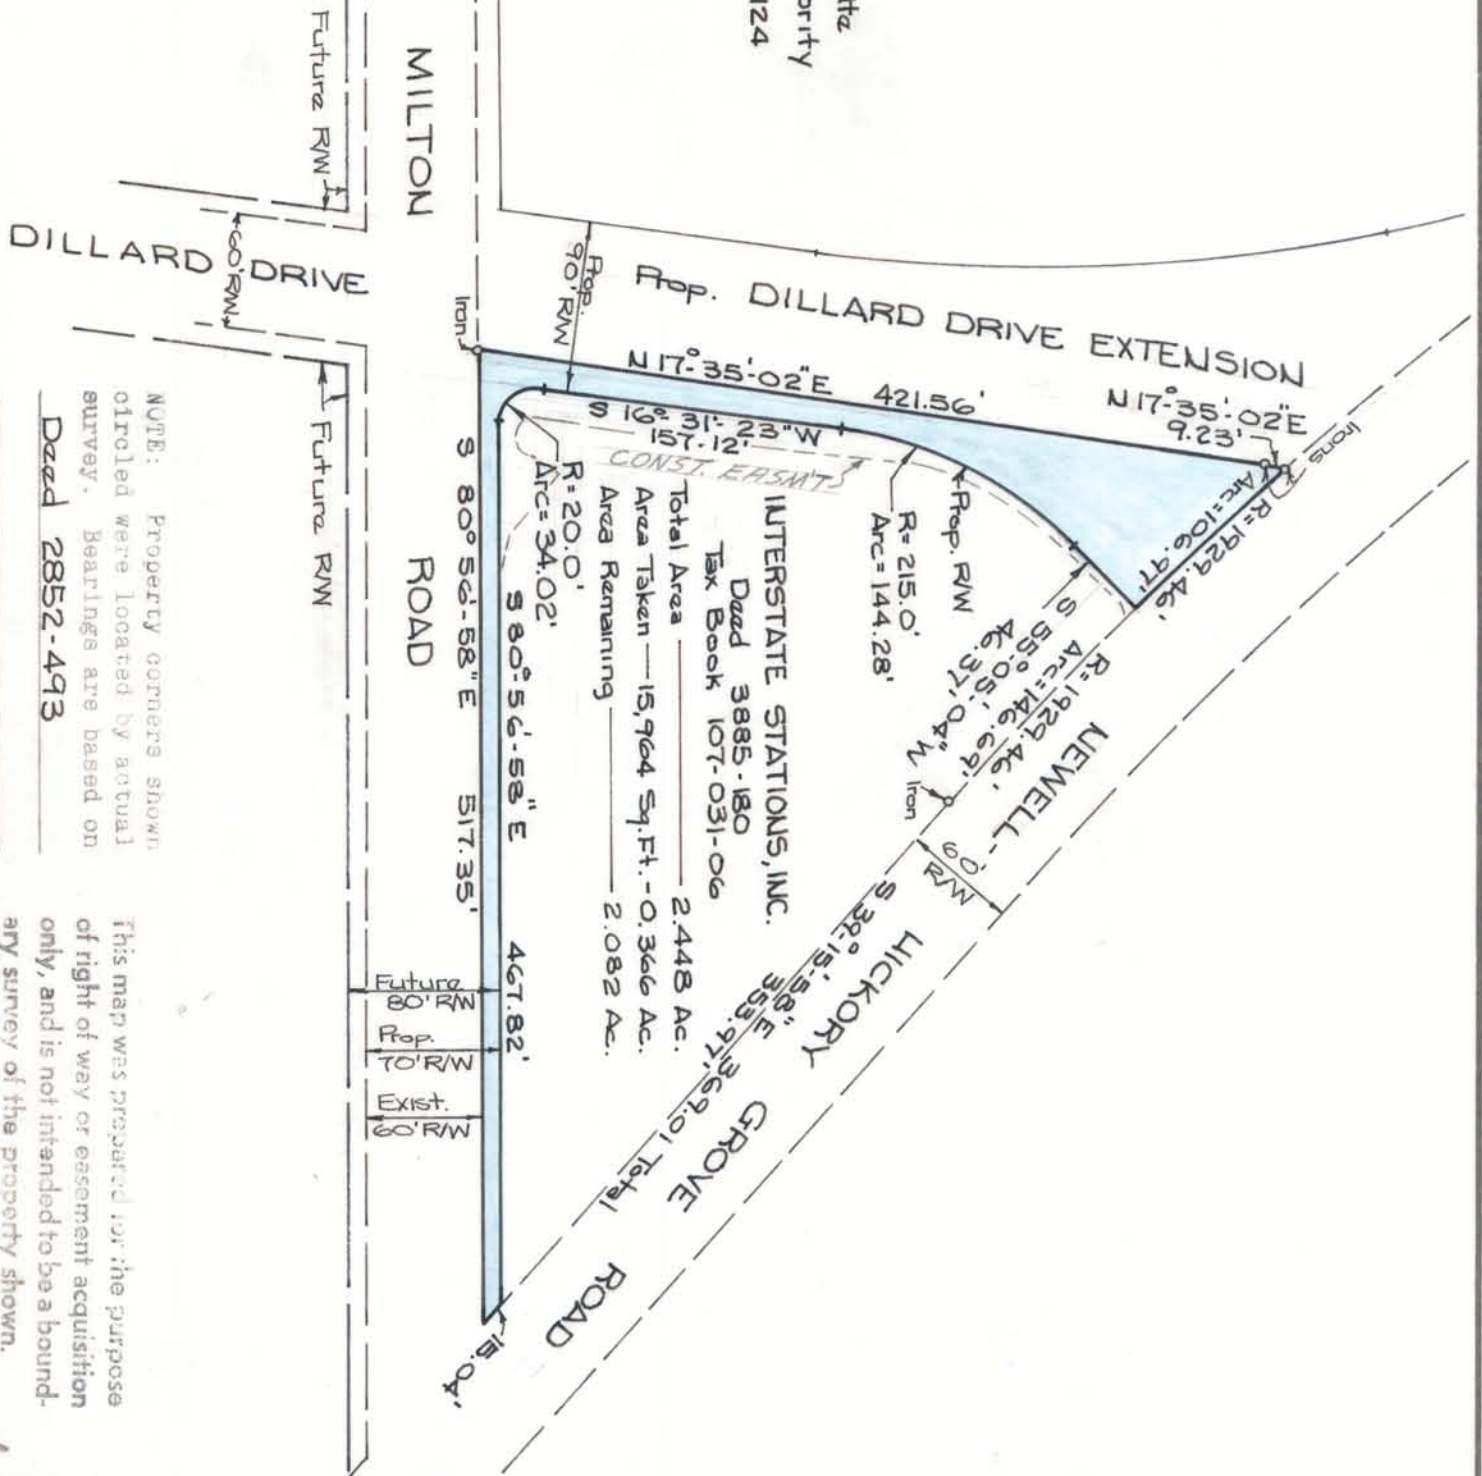 orrity
124
Future R/W
MILTON
ROAD
DILLARD DRIVE
60' R/W
Future R/W
Iron
Prop.
90' R/W
Prop. DILLARD DRIVE EXTENSION
N 17°-35'-02"E 421.56'
N 17°-35'-02"E
9.23'
Irons
R=1929.46'
Arc=106.97'
S 16°-31'-23"W
157.12'
CONST. EASM'T
Prop. R/W
R=215.0'
Arc=144.28'
R=20.0'
Arc=34.02'
S 55°-05'-04"W
46.37'
R=1929.46'
Arc=146.69'
Iron
60'
R/W
NEWELL-HICKORY GROVE ROAD
S 39°-15'-58"E
353.97'
369.01 Total
15.04'
INTERSTATE STATIONS, INC.
Deed 3885-180
Tax Book 107-031-06
Total Area 2.448 Ac.
Area Taken 15,964 Sq.Ft. - 0.366 Ac.
Area Remaining 2.082 Ac.
S 80°-56'-58"E 467.82'
S 80°56'-58"E 517.35'
Future
80' R/W
Prop.
70' R/W
Exist.
60' R/W
NOTE: Property corners shown
circled were located by actual
survey. Bearings are based on
Deed 2852-493
This map was prepared for the purpose
of right of way or easement acquisition
only, and is not intended to be a bound-
ary survey of the property shown.